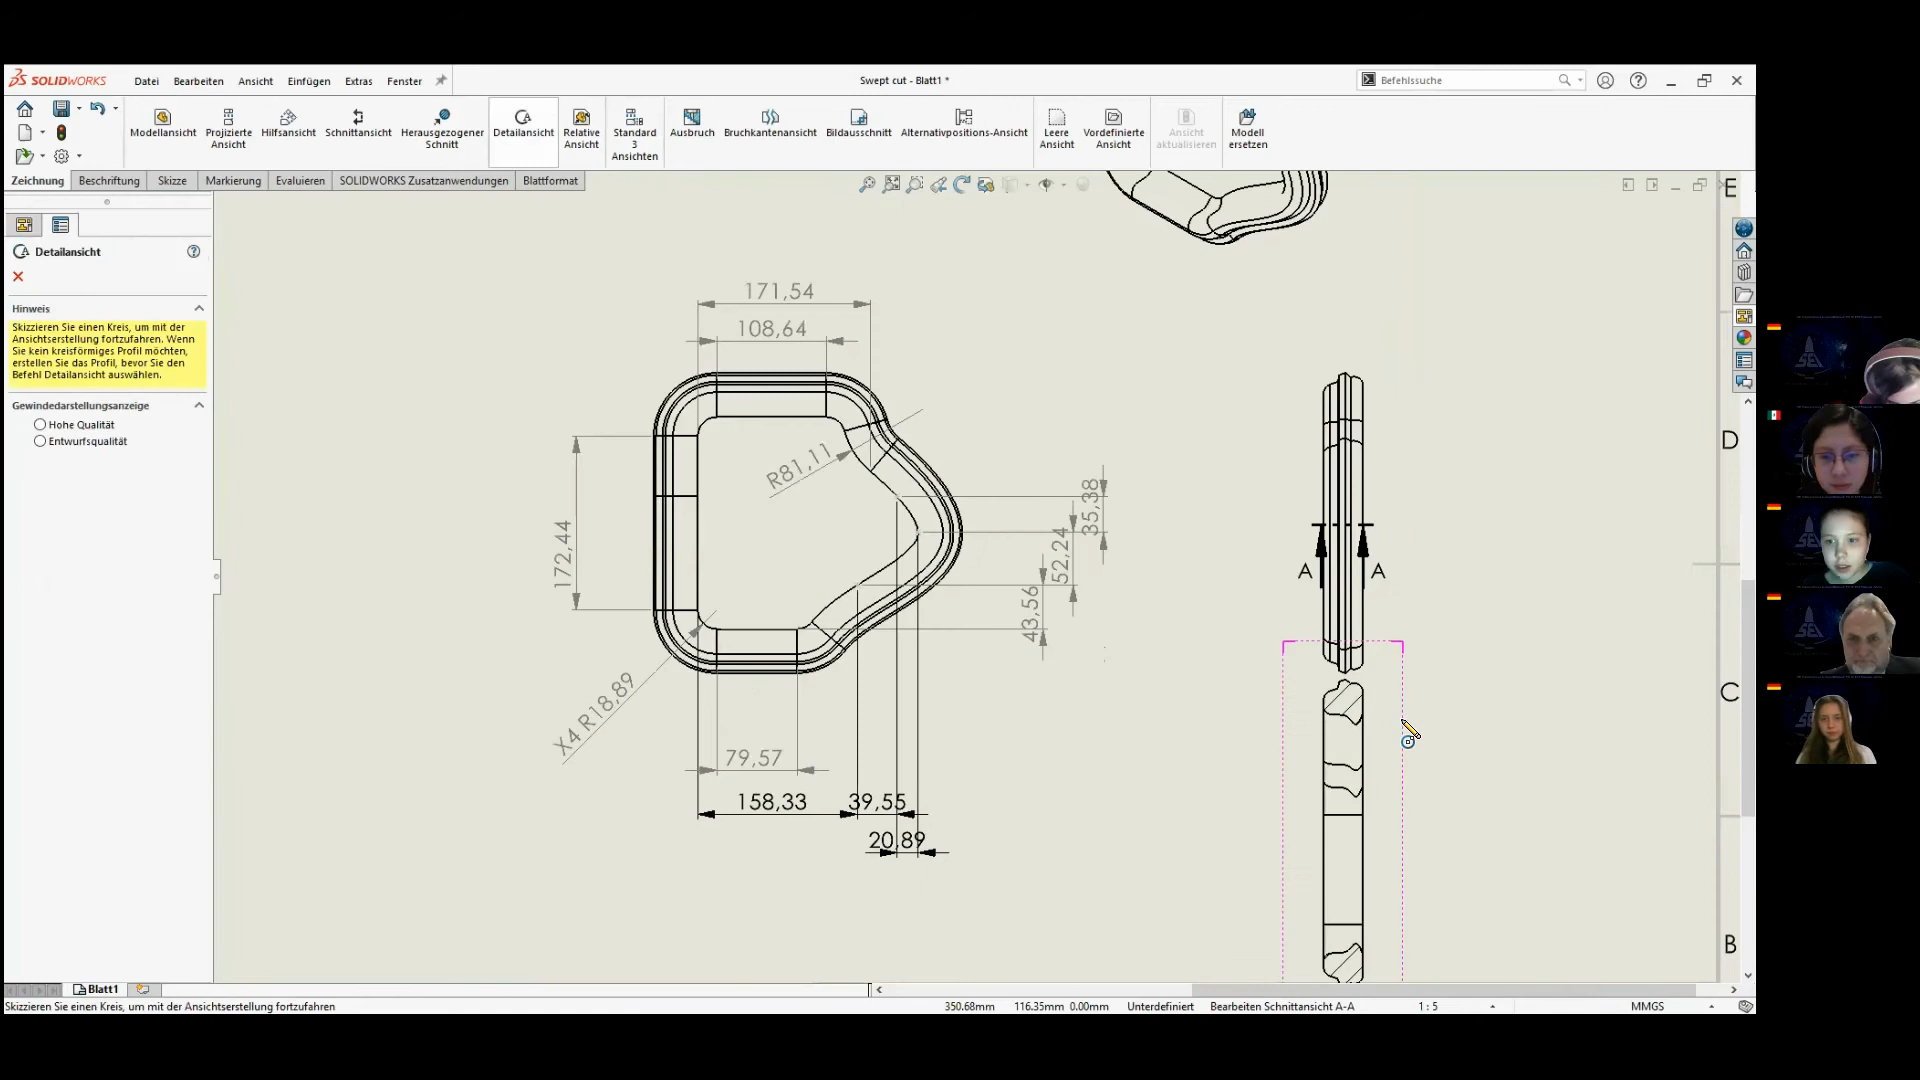 SOLIDWORKS
Datei
Bearbeiten
Ansicht
Einfügen
Extras
Fenster
Swept cut - Blatt1 *
Befehlssuche
Modellansicht
Projizierte
Ansicht
Hilfsansicht
Schnittansicht
Herausgezogener
Schnitt
Detailansicht
Relative
Ansicht
Standard
3
Ansichten
Ausbruch
Bruchkantenansicht
Bildausschnitt
Alternativpositions-Ansicht
Leere
Ansicht
Vordefinierte
Ansicht
Ansicht
aktualisieren
Modell
ersetzen
Zeichnung
Beschriftung
Skizze
Markierung
Evaluieren
SOLIDWORKS Zusatzanwendungen
Blattformat
Detailansicht
Hinweis
Skizzieren Sie einen Kreis, um mit der
Ansichtserstellung fortzufahren. Wenn
Sie kein kreisförmiges Profil möchten,
erstellen Sie das Profil, bevor Sie den
Befehl Detailansicht auswählen.
Gewindedarstellungsanzeige
Hohe Qualität
Entwurfsqualität
171,54
108,64
R81,11
172,44
35,38
52,24
43,56
X4 R18,89
79,57
158,33
39,55
20,89
A
A
E
D
C
B
SEA
SEA
SEA
Blatt1
Skizzieren Sie einen Kreis, um mit der Ansichtserstellung fortzufahren
350.68mm
116.35mm
0.00mm
Unterdefiniert
Bearbeiten Schnittansicht A-A
1 : 5
MMGS